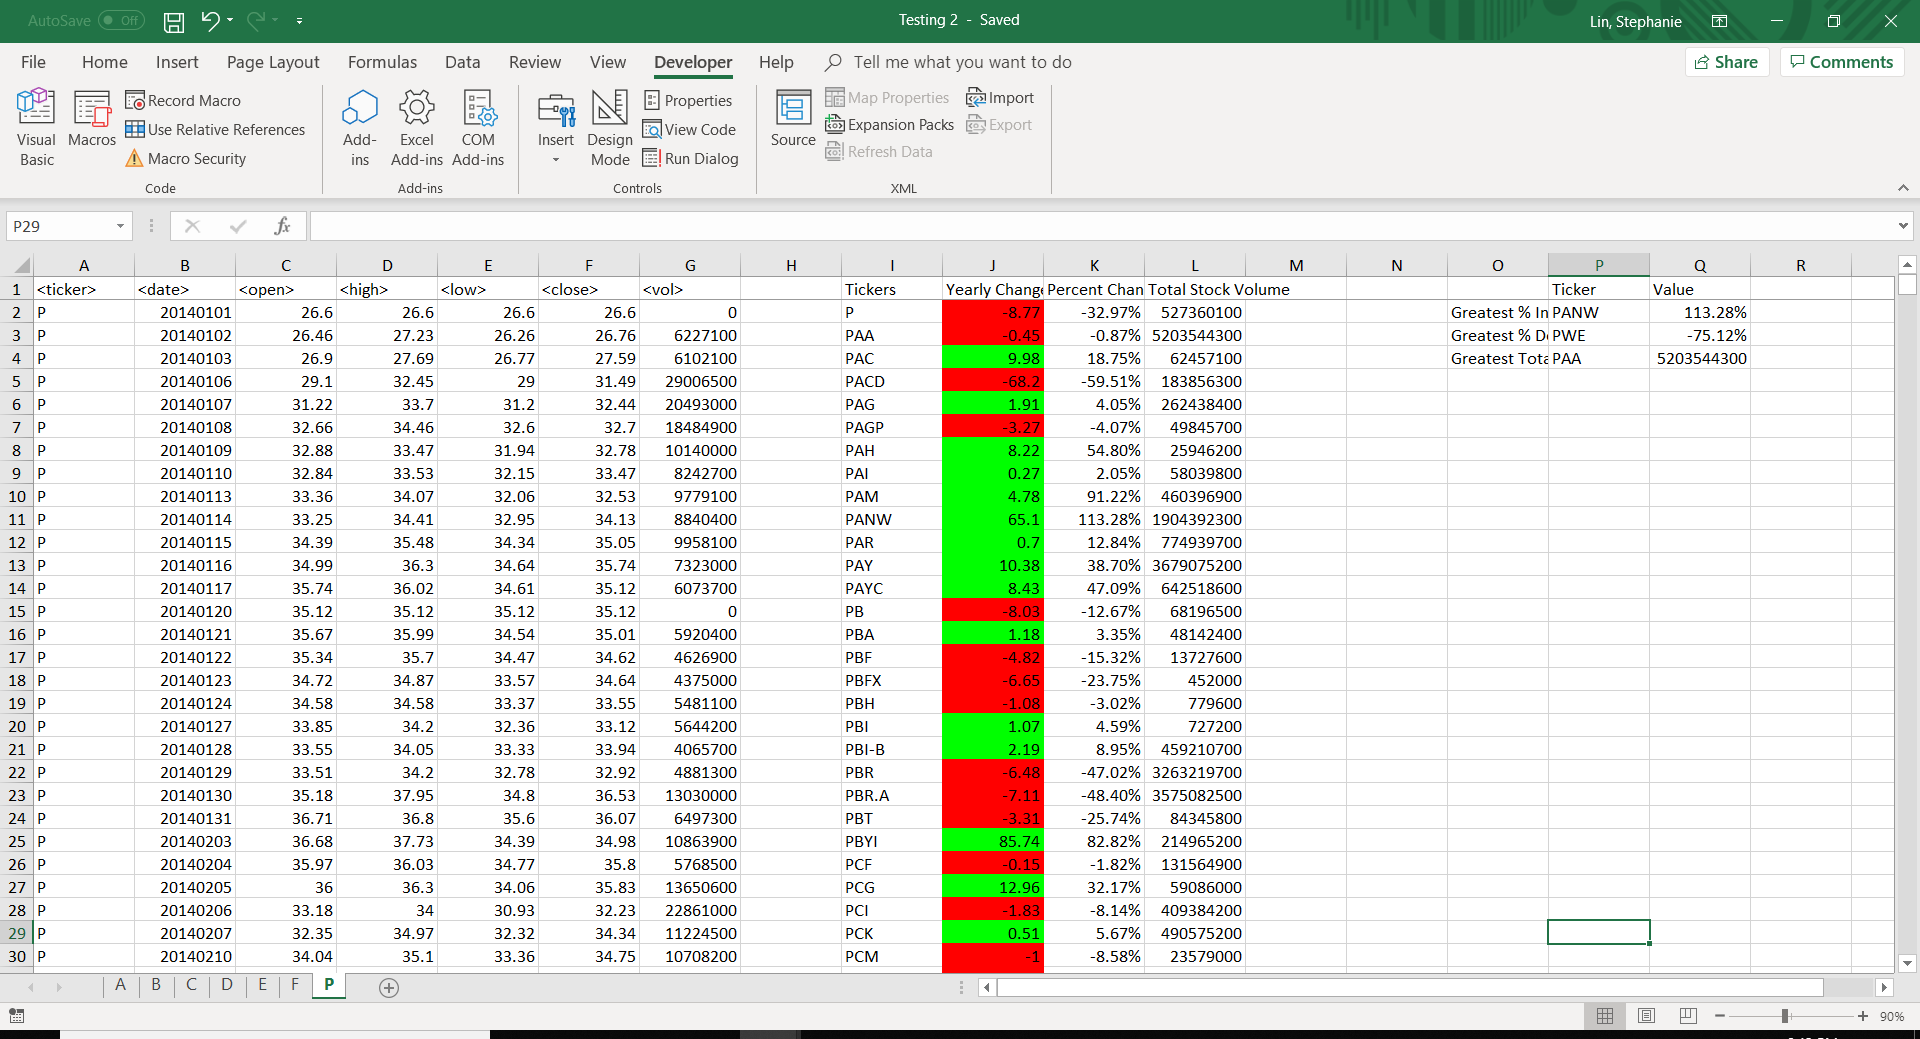 AutoSave Off
Testing 2 - Saved
Lin, Stephanie
File Home Insert Page Layout Formulas Data Review View Developer Help Tell me what you want to do Share Comments
Visual Basic
Macros
Record Macro
Use Relative References
Macro Security
Code
Add-ins
Excel Add-ins
COM Add-ins
Add-ins
Insert
Design Mode
Properties
View Code
Run Dialog
Controls
Source
Map Properties
Expansion Packs
Refresh Data
Import
Export
XML
P29
fx
A B C D E F G H I J K L M N O P Q R
1 <ticker> <date> <open> <high> <low> <close> <vol> Tickers Yearly Change Percent Chan Total Stock Volume Ticker Value
2 P 20140101 26.6 26.6 26.6 26.6 0 P -8.77 -32.97% 527360100 Greatest % In PANW 113.28%
3 P 20140102 26.46 27.23 26.26 26.76 6227100 PAA -0.45 -0.87% 5203544300 Greatest % De PWE -75.12%
4 P 20140103 26.9 27.69 26.77 27.59 6102100 PAC 9.98 18.75% 62457100 Greatest Tota PAA 5203544300
5 P 20140106 29.1 32.45 29 31.49 29006500 PACD -68.2 -59.51% 183856300
6 P 20140107 31.22 33.7 31.2 32.44 20493000 PAG 1.91 4.05% 262438400
7 P 20140108 32.66 34.46 32.6 32.7 18484900 PAGP -3.27 -4.07% 49845700
8 P 20140109 32.88 33.47 31.94 32.78 10140000 PAH 8.22 54.80% 25946200
9 P 20140110 32.84 33.53 32.15 33.47 8242700 PAI 0.27 2.05% 58039800
10 P 20140113 33.36 34.07 32.06 32.53 9779100 PAM 4.78 91.22% 460396900
11 P 20140114 33.25 34.41 32.95 34.13 8840400 PANW 65.1 113.28% 1904392300
12 P 20140115 34.39 35.48 34.34 35.05 9958100 PAR 0.7 12.84% 774939700
13 P 20140116 34.99 36.3 34.64 35.74 7323000 PAY 10.38 38.70% 3679075200
14 P 20140117 35.74 36.02 34.61 35.12 6073700 PAYC 8.43 47.09% 642518600
15 P 20140120 35.12 35.12 35.12 35.12 0 PB -8.03 -12.67% 68196500
16 P 20140121 35.67 35.99 34.54 35.01 5920400 PBA 1.18 3.35% 48142400
17 P 20140122 35.34 35.7 34.47 34.62 4626900 PBF -4.82 -15.32% 13727600
18 P 20140123 34.72 34.87 33.57 34.64 4375000 PBFX -6.65 -23.75% 452000
19 P 20140124 34.58 34.58 33.37 33.55 5481100 PBH -1.08 -3.02% 779600
20 P 20140127 33.85 34.2 32.36 33.12 5644200 PBI 1.07 4.59% 727200
21 P 20140128 33.55 34.05 33.33 33.94 4065700 PBI-B 2.19 8.95% 459210700
22 P 20140129 33.51 34.2 32.78 32.92 4881300 PBR -6.48 -47.02% 3263219700
23 P 20140130 35.18 37.95 34.8 36.53 13030000 PBR.A -7.11 -48.40% 3575082500
24 P 20140131 36.71 36.8 35.6 36.07 6497300 PBT -3.31 -25.74% 84345800
25 P 20140203 36.68 37.73 34.39 34.98 10863900 PBYI 85.74 82.82% 214965200
26 P 20140204 35.97 36.03 34.77 35.8 5768500 PCF -0.15 -1.82% 131564900
27 P 20140205 36 36.3 34.06 35.83 13650600 PCG 12.96 32.17% 59086000
28 P 20140206 33.18 34 30.93 32.23 22861000 PCI -1.83 -8.14% 409384200
29 P 20140207 32.35 34.97 32.32 34.34 11224500 PCK 0.51 5.67% 490575200
30 P 20140210 34.04 35.1 33.36 34.75 10708200 PCM -1 -8.58% 23579000
A B C D E F P
90%